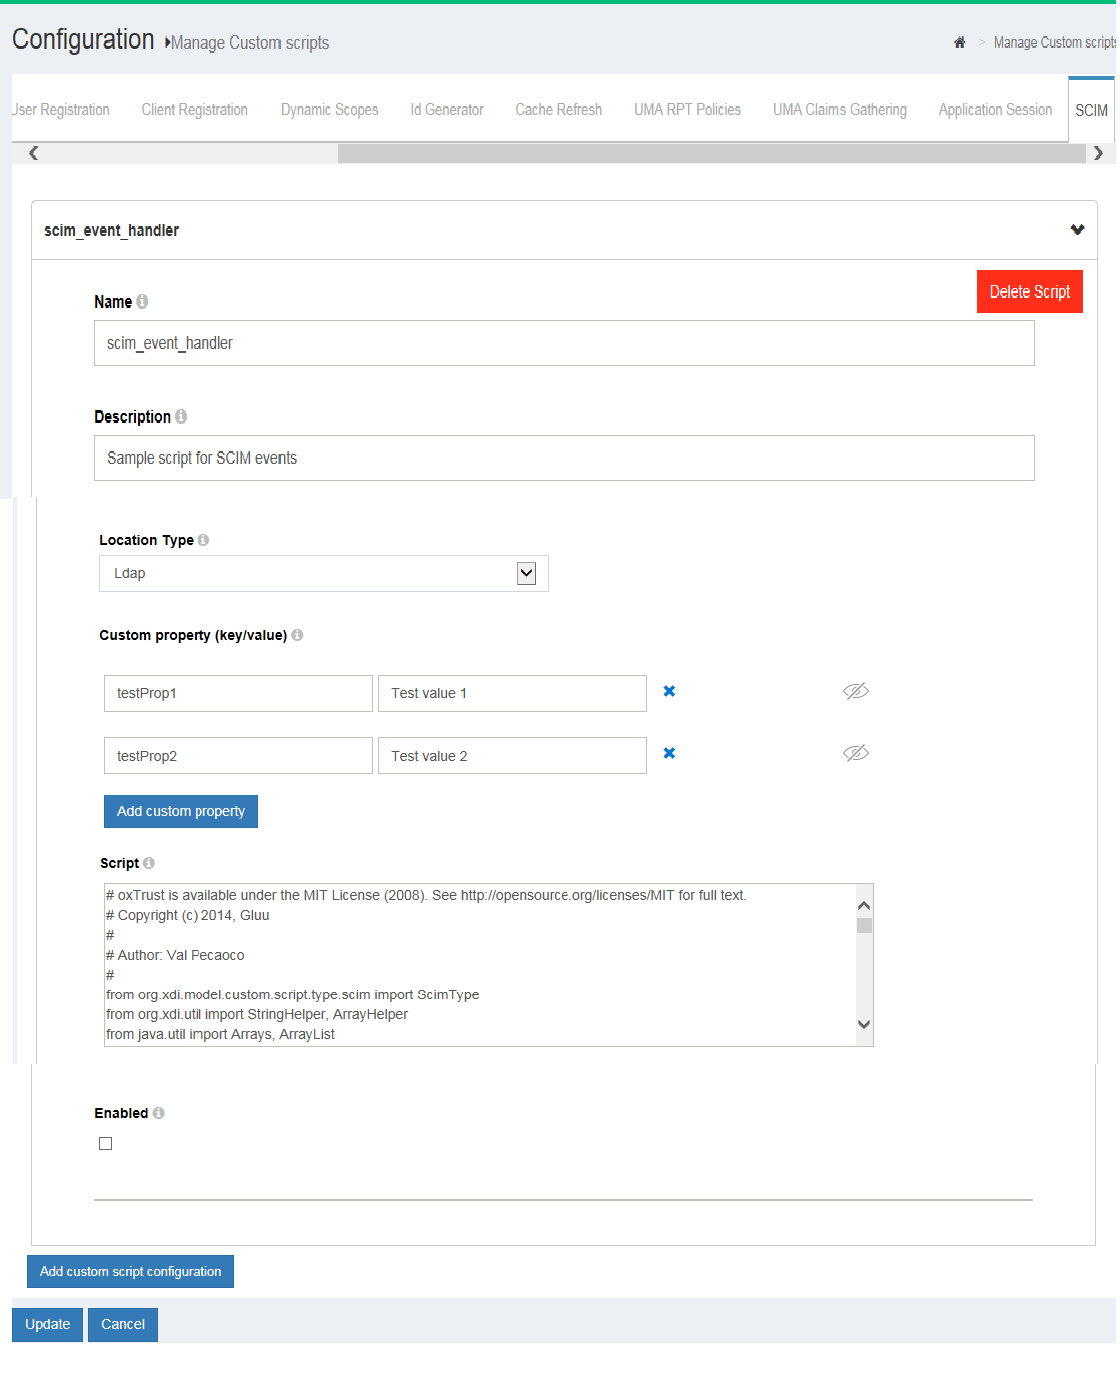 Configuration Manage Custom scripts
> Manage Custom scripts
User Registration Client Registration Dynamic Scopes Id Generator Cache Refresh UMA RPT Policies UMA Claims Gathering Application Session SCIM
scim_event_handler
Delete Script
Name
scim_event_handler
Description
Sample script for SCIM events
Location Type
Ldap
Custom property (key/value)
testProp1 Test value 1
testProp2 Test value 2
Add custom property
Script
# oxTrust is available under the MIT License (2008). See http://opensource.org/licenses/MIT for full text.
# Copyright (c) 2014, Gluu
#
# Author: Val Pecaoco
#
from org.xdi.model.custom.script.type.scim import ScimType
from org.xdi.util import StringHelper, ArrayHelper
from java.util import Arrays, ArrayList
Enabled
Add custom script configuration
Update Cancel